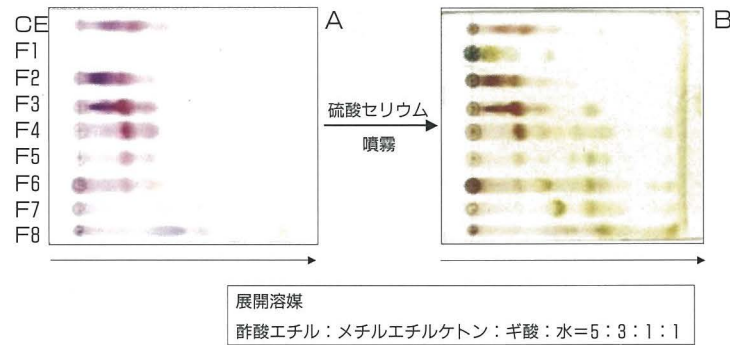 CE
F1
F2
F3
F4
F5
F6
F7
F8
A
硫酸セリウム
噴霧
B
展開溶媒
酢酸エチル：メチルエチルケトン：ギ酸：水＝5：3：1：1